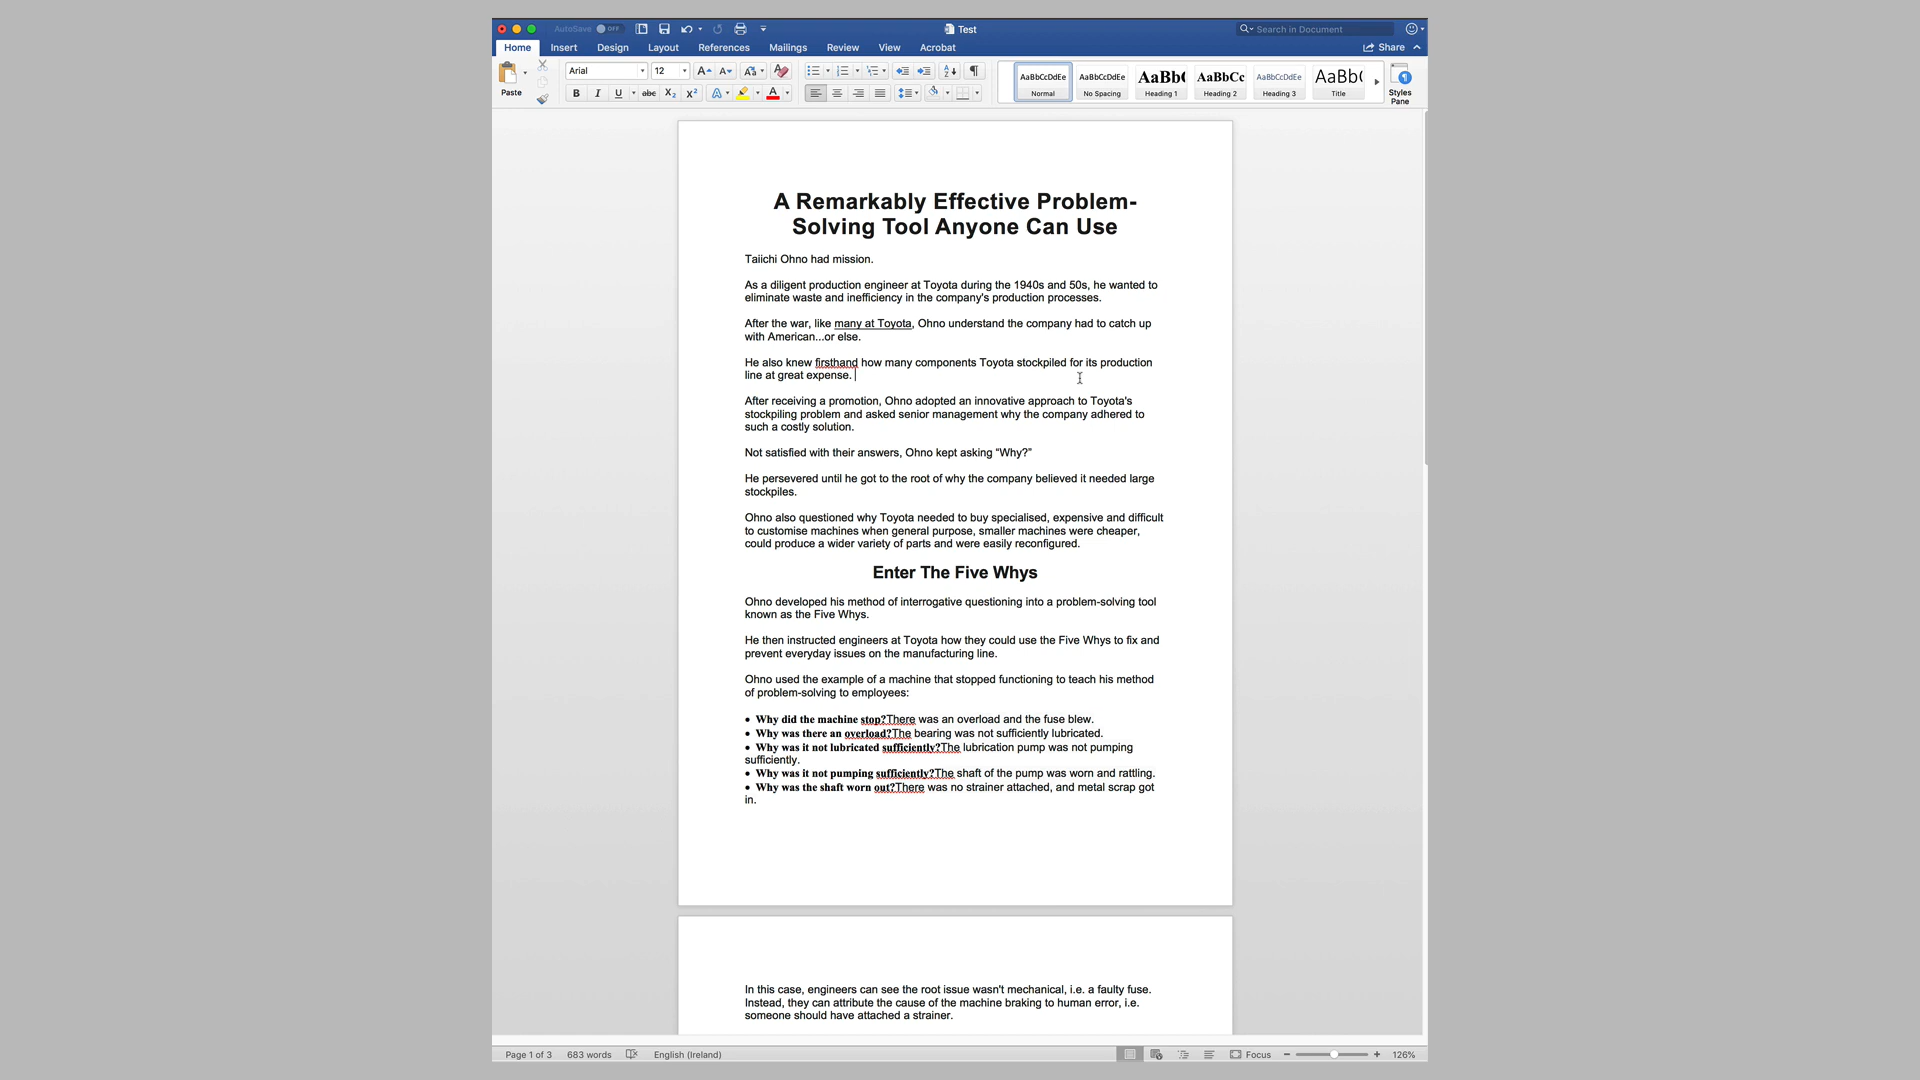 AutoSave OFF
Test
Search in Document
Home Insert Design Layout References Mailings Review View Acrobat
Share
Paste
Arial 12
AaBbCcDdEe AaBbCcDdEe AaBb( AaBbCc AaBbCcDdEe AaBb(
Normal No Spacing Heading 1 Heading 2 Heading 3 Title
Styles
Pane
A Remarkably Effective Problem-
Solving Tool Anyone Can Use
Taiichi Ohno had mission.
As a diligent production engineer at Toyota during the 1940s and 50s, he wanted to
eliminate waste and inefficiency in the company's production processes.
After the war, like many at Toyota, Ohno understand the company had to catch up
with American...or else.
He also knew firsthand how many components Toyota stockpiled for its production
line at great expense.
After receiving a promotion, Ohno adopted an innovative approach to Toyota's
stockpiling problem and asked senior management why the company adhered to
such a costly solution.
Not satisfied with their answers, Ohno kept asking “Why?”
He persevered until he got to the root of why the company believed it needed large
stockpiles.
Ohno also questioned why Toyota needed to buy specialised, expensive and difficult
to customise machines when general purpose, smaller machines were cheaper,
could produce a wider variety of parts and were easily reconfigured.
Enter The Five Whys
Ohno developed his method of interrogative questioning into a problem-solving tool
known as the Five Whys.
He then instructed engineers at Toyota how they could use the Five Whys to fix and
prevent everyday issues on the manufacturing line.
Ohno used the example of a machine that stopped functioning to teach his method
of problem-solving to employees:
• Why did the machine stop?There was an overload and the fuse blew.
• Why was there an overload?The bearing was not sufficiently lubricated.
• Why was it not lubricated sufficiently?The lubrication pump was not pumping
sufficiently.
• Why was it not pumping sufficiently?The shaft of the pump was worn and rattling.
• Why was the shaft worn out?There was no strainer attached, and metal scrap got
in.
In this case, engineers can see the root issue wasn't mechanical, i.e. a faulty fuse.
Instead, they can attribute the cause of the machine braking to human error, i.e.
someone should have attached a strainer.
Page 1 of 3 683 words English (Ireland) Focus 126%